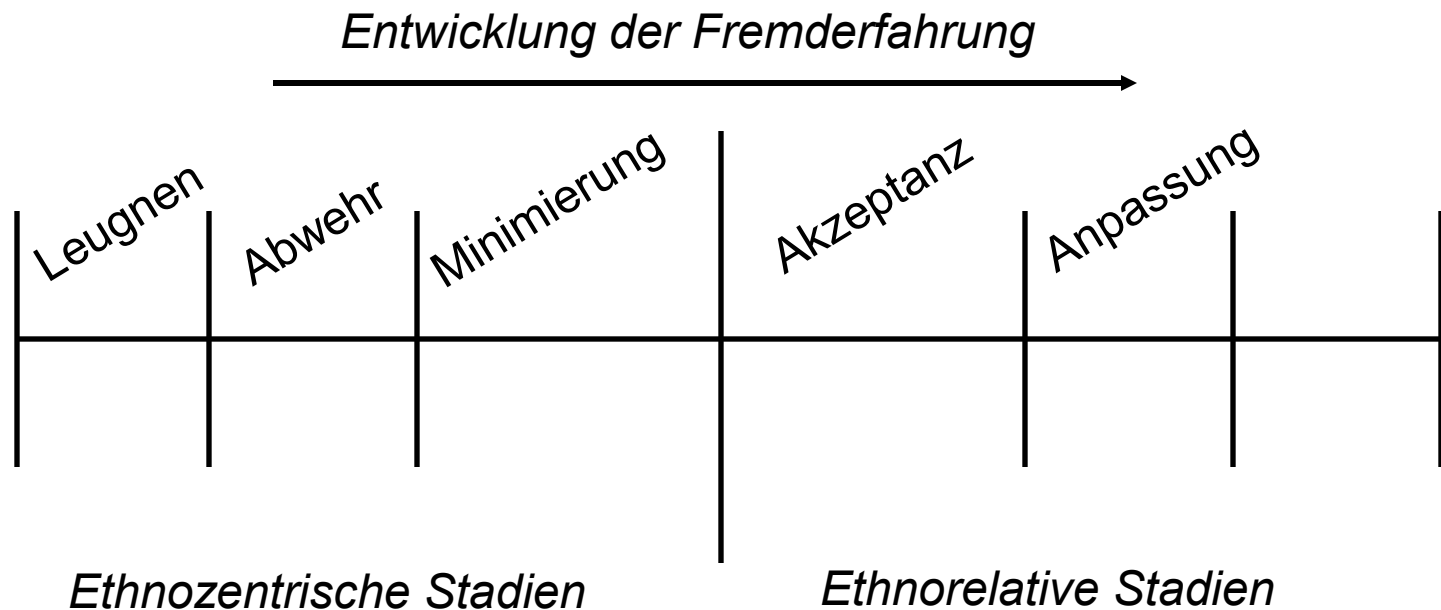 Entwicklung der Fremderfahrung
Leugnen
Abwehr
Minimierung
Akzeptanz
Anpassung
Ethnozentrische Stadien
Ethnorelative Stadien